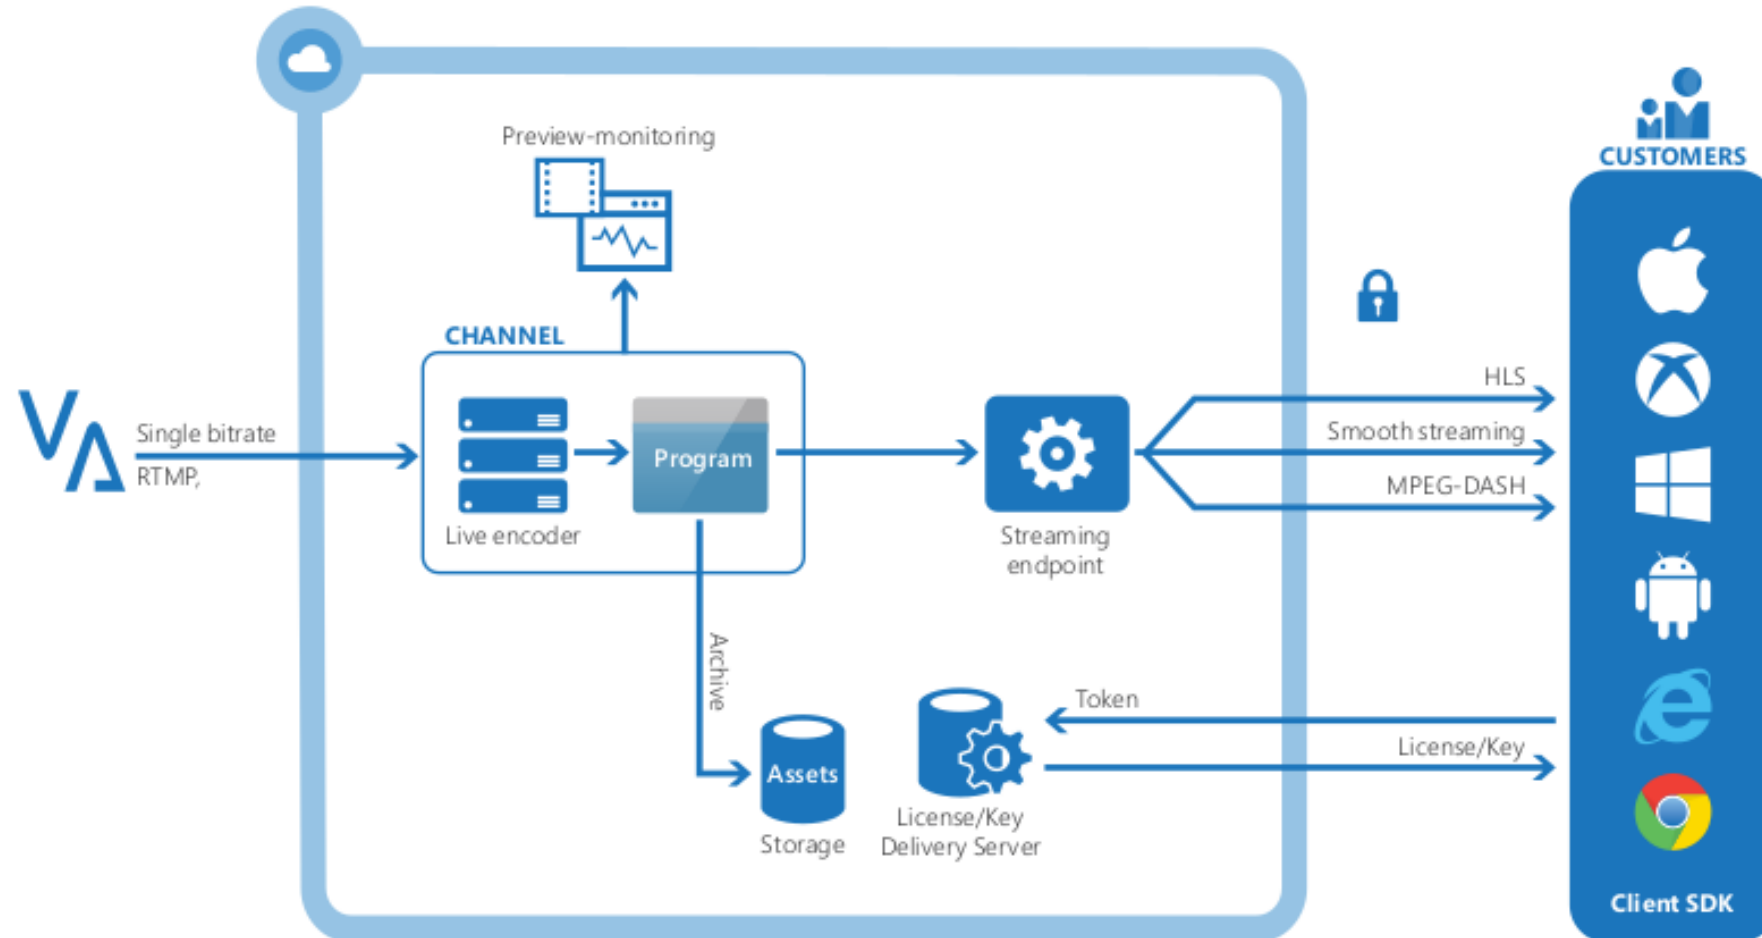 Preview-monitoring
CUSTOMERS
CHANNEL
VA
Single bitrate
RTMP,
Program
Live encoder
Streaming
endpoint
HLS
Smooth streaming
MPEG-DASH
Archive
Assets
Storage
License/Key
Delivery Server
Token
License/Key
Client SDK